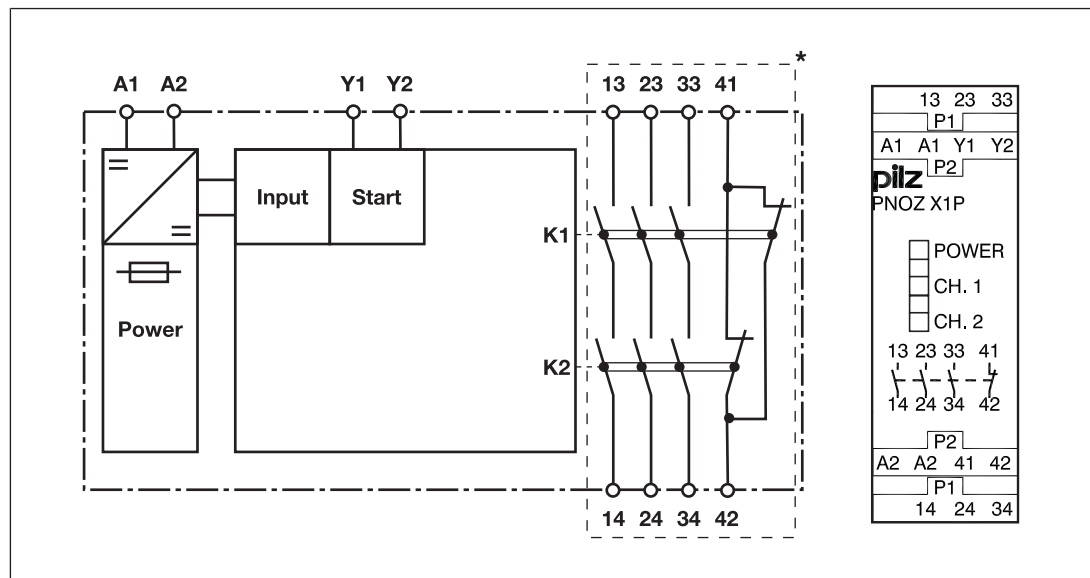 A1 A2 Y1 Y2 13 23 33 41 *
Input Start
Power
K1
K2
14 24 34 42
13 23 33
P1
A1 A1 Y1 Y2
P2
pilz
PNOZ X1P
POWER
CH. 1
CH. 2
13 23 33 41
14 24 34 42
P2
A2 A2 41 42
P1
14 24 34